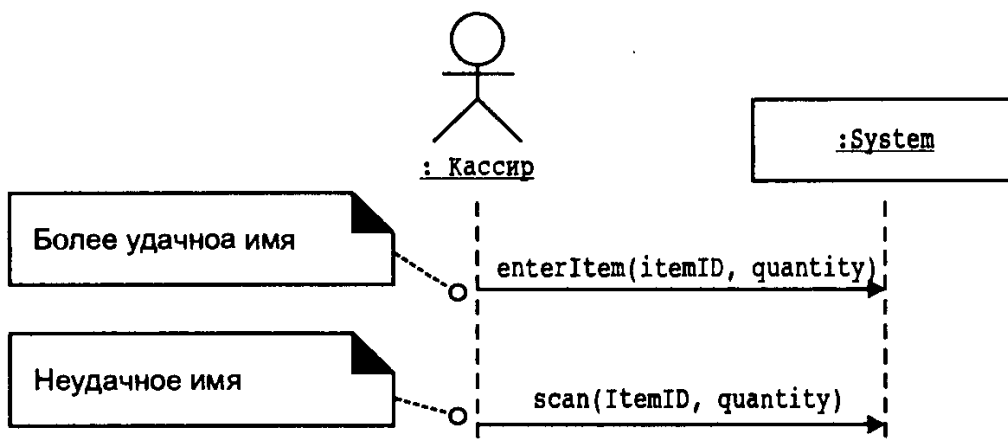 : Кассир
:System
Более удачноа имя
enterItem(itemID, quantity)
Неудачное имя
scan(ItemID, quantity)